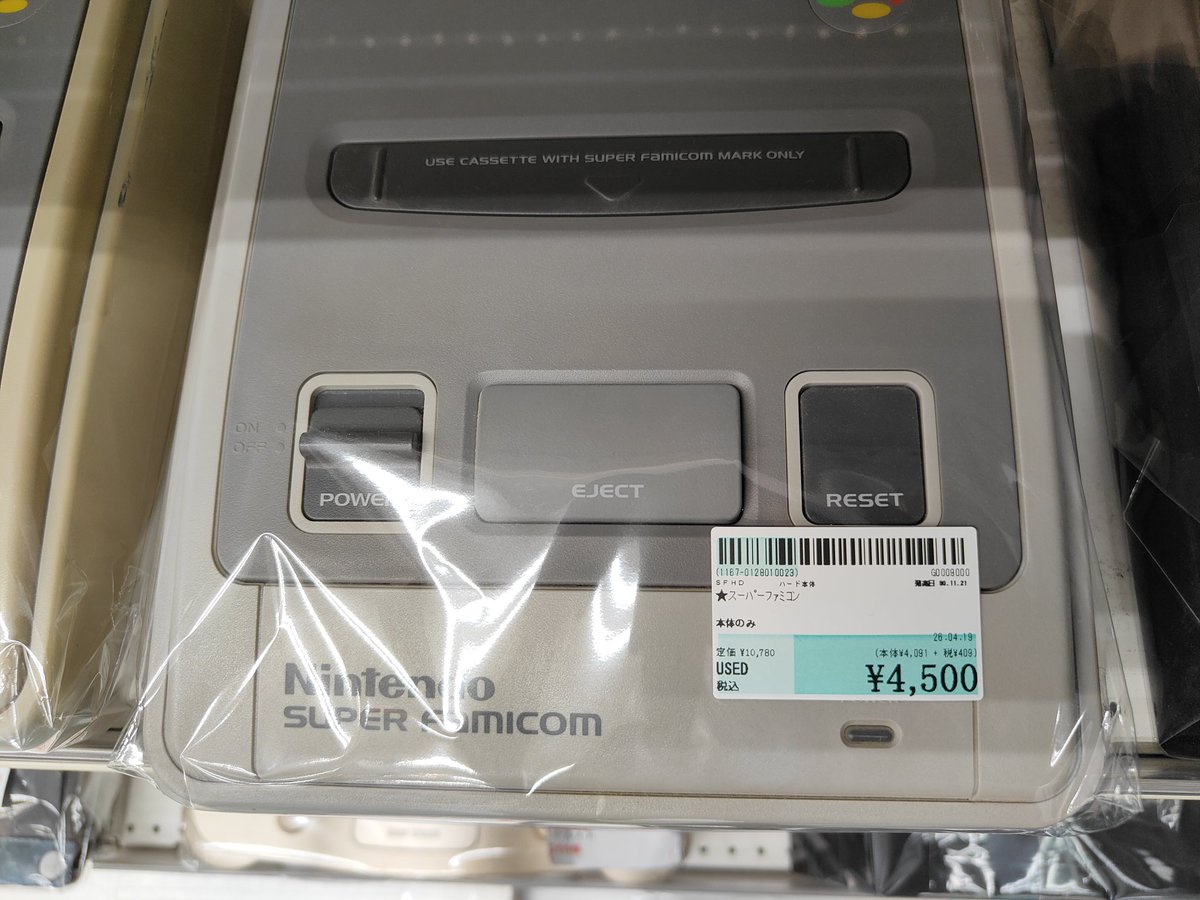 USE CASSETTE WITH SUPER FAMICOM MARK ONLY
ON
OFF
POWER
EJECT
RESET
(1167-0128010023) G0009000
SFHD ハード本体 発売日 90.11.21
★スーパーファミコン
本体のみ
26.04.19
定価 ¥10,780 (本体¥4,091 + 税¥409)
USED
税込 ¥4,500
Nintendo
SUPER FAMICOM